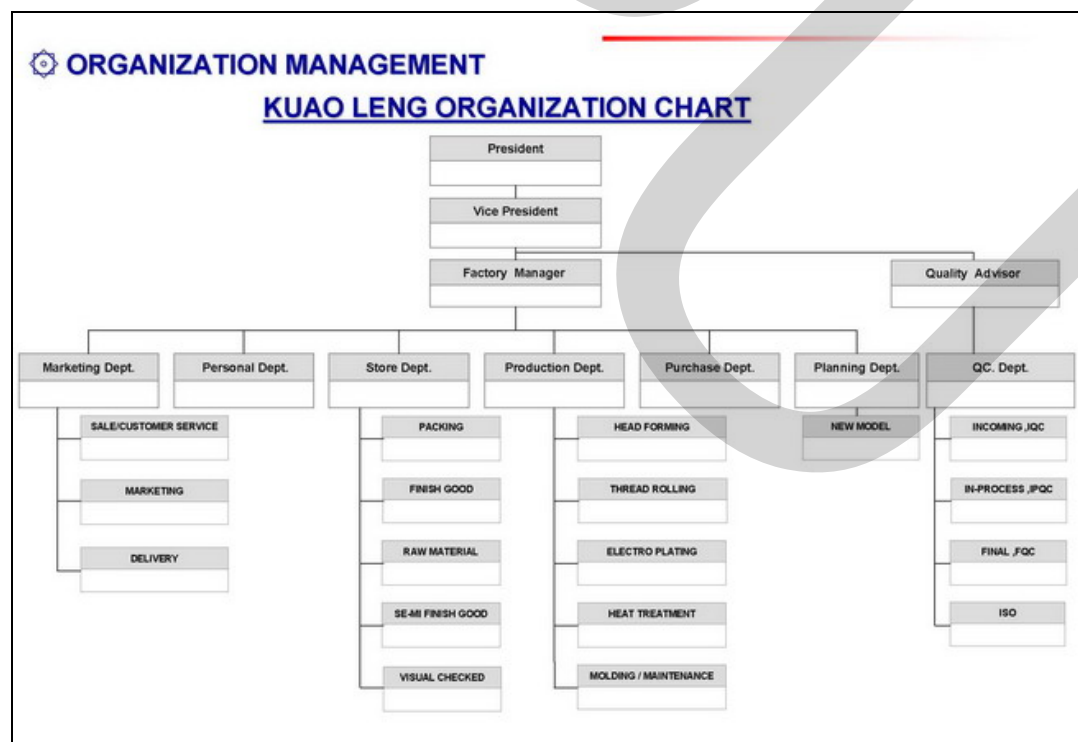 ORGANIZATION MANAGEMENT
KUAO LENG ORGANIZATION CHART
President
Vice President
Factory Manager
Quality Advisor
Marketing Dept.
Personal Dept.
Store Dept.
Production Dept.
Purchase Dept.
Planning Dept.
QC. Dept.
SALE/CUSTOMER SERVICE
MARKETING
DELIVERY
PACKING
FINISH GOOD
RAW MATERIAL
SE-MI FINISH GOOD
VISUAL CHECKED
HEAD FORMING
THREAD ROLLING
ELECTRO PLATING
HEAT TREATMENT
MOLDING / MAINTENANCE
NEW MODEL
INCOMING ,IQC
IN-PROCESS ,IPQC
FINAL ,FQC
ISO